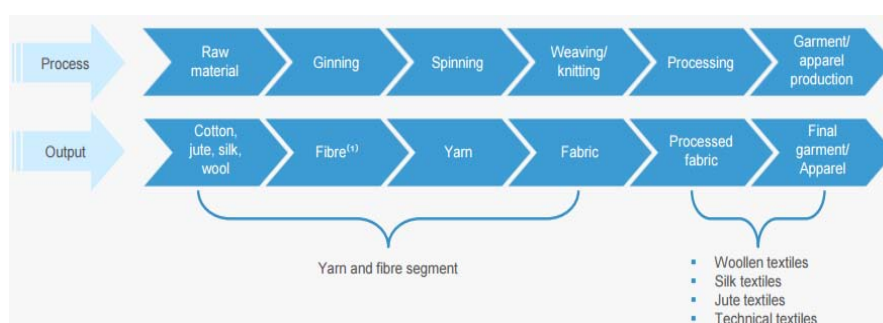 Process
Raw
material
Ginning
Spinning
Weaving/
knitting
Processing
Garment/
apparel
production
Output
Cotton,
jute, silk,
wool
Fibre⁽¹⁾
Yarn
Fabric
Processed
fabric
Final
garment/
Apparel
Yarn and fibre segment
▪ Woollen textiles
▪ Silk textiles
▪ Jute textiles
▪ Technical textiles